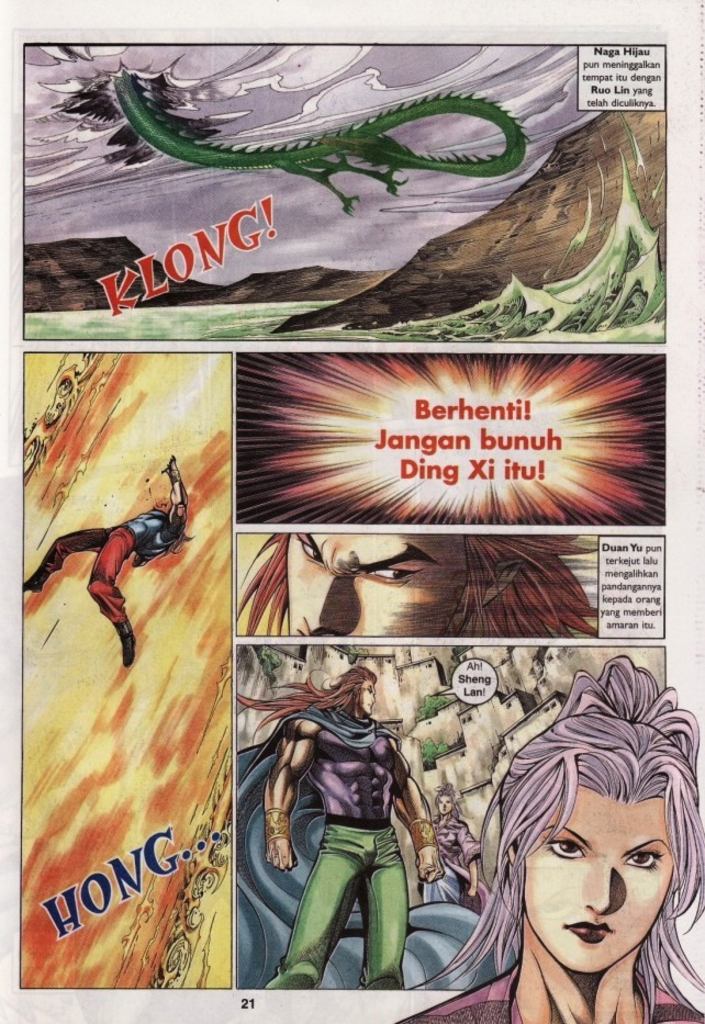 Naga Hijau
pun meninggalkan
tempat itu dengan
Ruo Lin yang
telah diculiknya.
KLONG!
Berhenti!
Jangan bunuh
Ding Xi itu!
Duan Yu pun
terkejut lalu
mengalihkan
pandangannya
kepada orang
yang memberi
amaran itu.
Ah!
Sheng
Lan!
HONG...
21